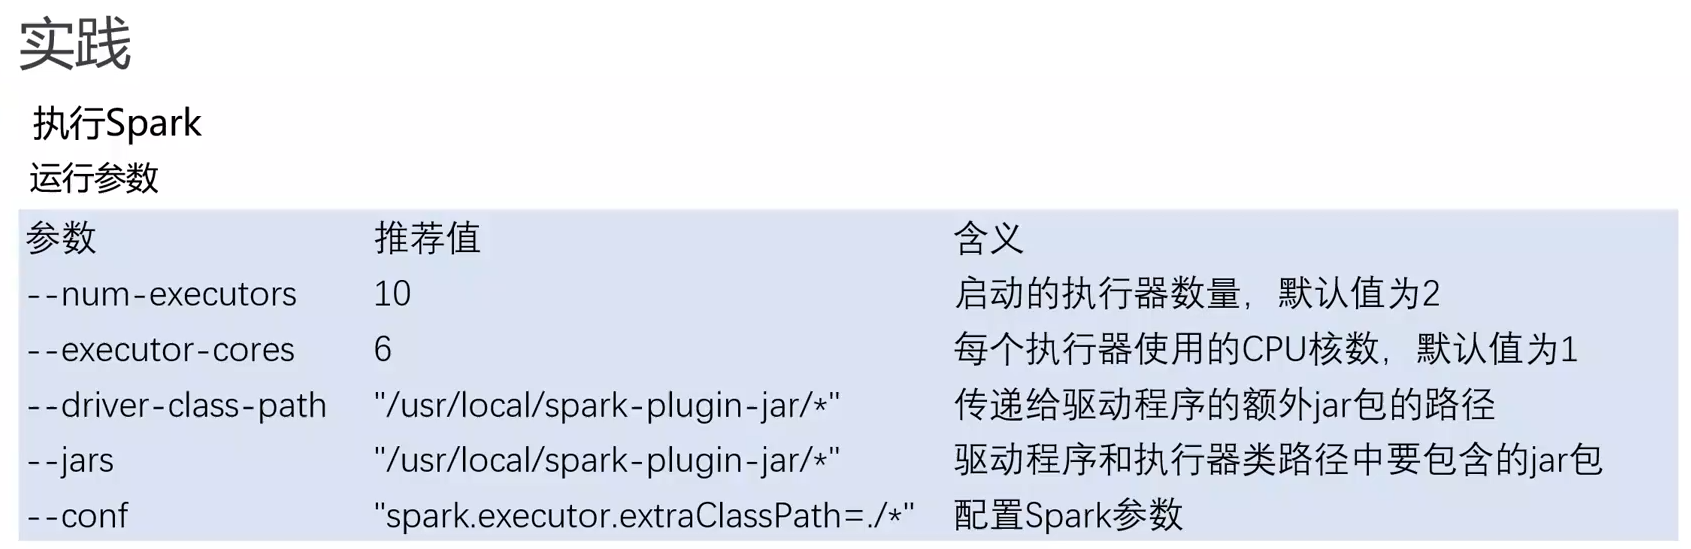 实践
执行Spark
运行参数
参数 推荐值 含义
--num-executors 10 启动的执行器数量，默认值为2
--executor-cores 6 每个执行器使用的CPU核数，默认值为1
--driver-class-path "/usr/local/spark-plugin-jar/*" 传递给驱动程序的额外jar包的路径
--jars "/usr/local/spark-plugin-jar/*" 驱动程序和执行器类路径中要包含的jar包
--conf "spark.executor.extraClassPath=./*" 配置Spark参数